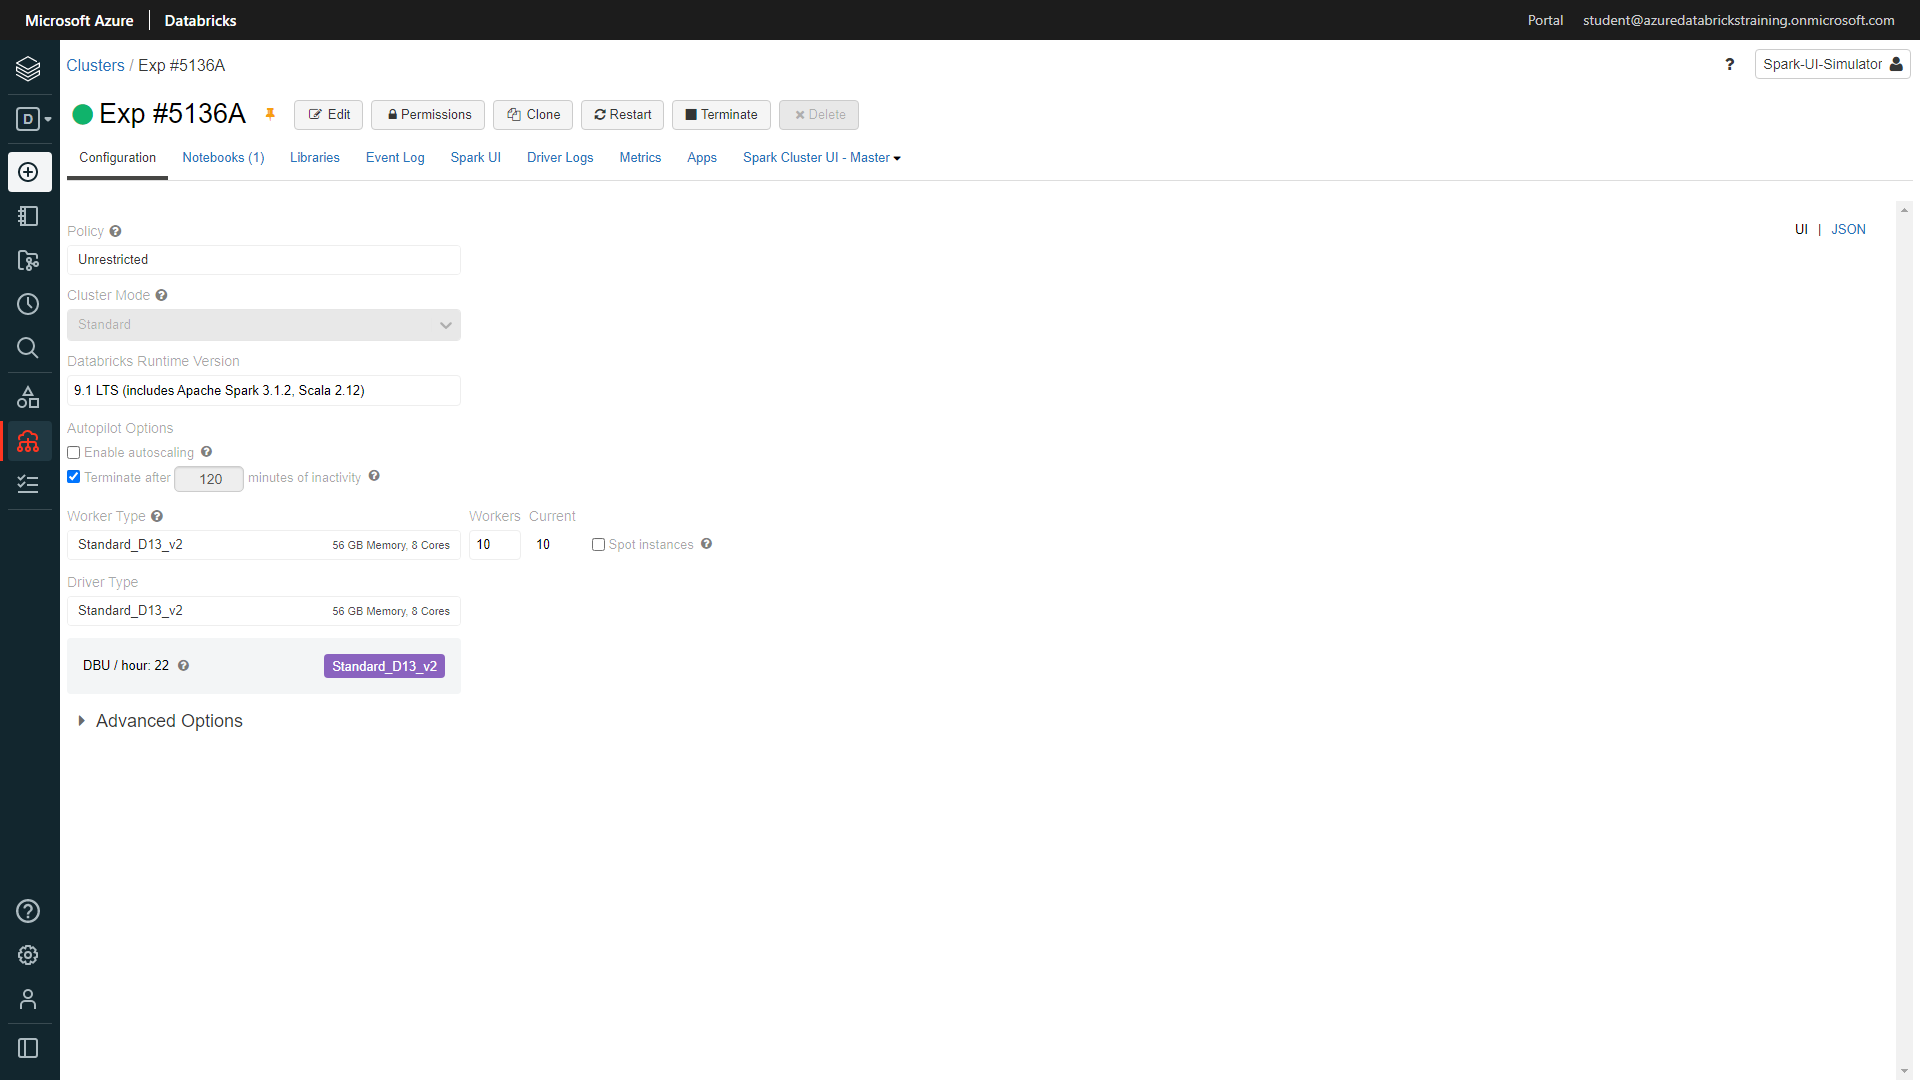 Microsoft Azure | Databricks
Portal student@azuredatabrickstraining.onmicrosoft.com
Clusters / Exp #5136A
? Spark-UI-Simulator
D
Exp #5136A Edit Permissions Clone Restart Terminate Delete
Configuration Notebooks (1) Libraries Event Log Spark UI Driver Logs Metrics Apps Spark Cluster UI - Master
UI | JSON
Policy
Unrestricted
Cluster Mode
Standard
Databricks Runtime Version
9.1 LTS (includes Apache Spark 3.1.2, Scala 2.12)
Autopilot Options
Enable autoscaling
Terminate after 120 minutes of inactivity
Worker Type Workers Current
Standard_D13_v2 56 GB Memory, 8 Cores 10 10 Spot instances
Driver Type
Standard_D13_v2 56 GB Memory, 8 Cores
DBU / hour: 22 Standard_D13_v2
Advanced Options